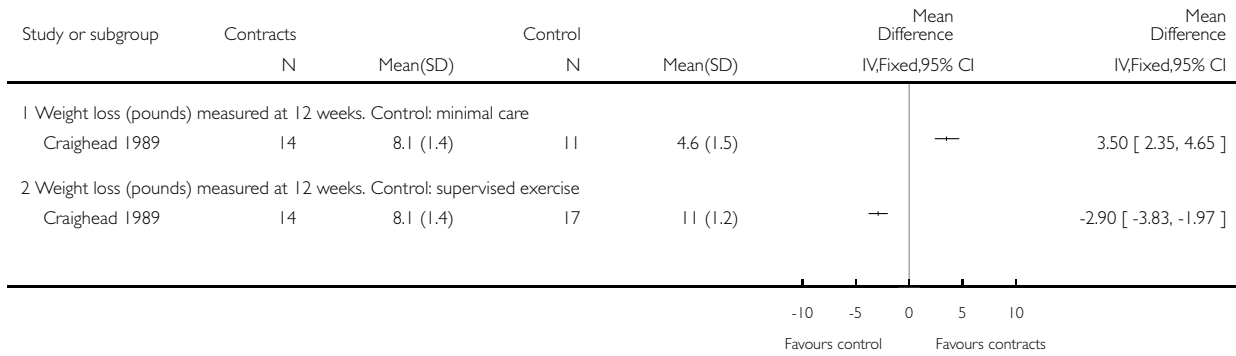 Study or subgroup Contracts Control Mean Difference Mean Difference
N Mean(SD) N Mean(SD) IV,Fixed,95% CI IV,Fixed,95% CI
1 Weight loss (pounds) measured at 12 weeks. Control: minimal care
Craighead 1989 14 8.1 (1.4) 11 4.6 (1.5) 3.50 [ 2.35, 4.65 ]
2 Weight loss (pounds) measured at 12 weeks. Control: supervised exercise
Craighead 1989 14 8.1 (1.4) 17 11 (1.2) -2.90 [ -3.83, -1.97 ]
-10 -5 0 5 10
Favours control Favours contracts